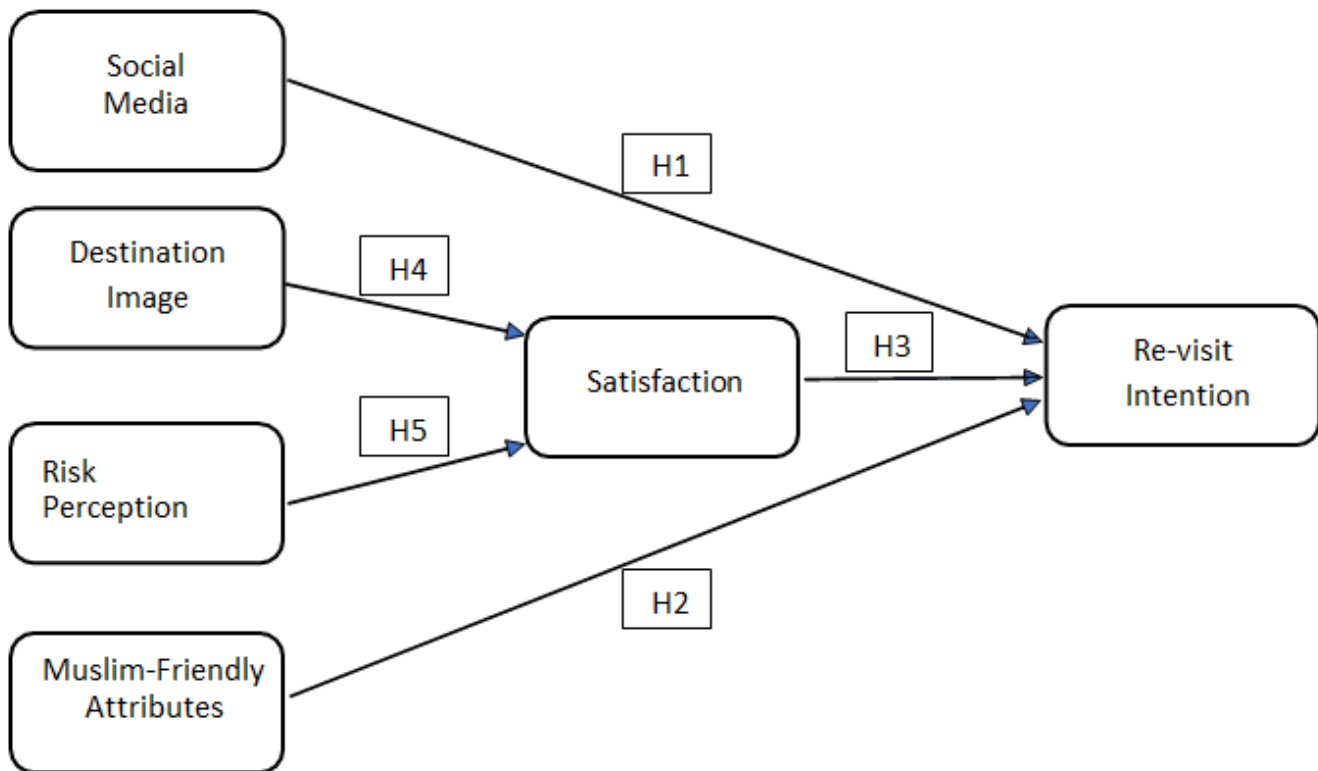 Social
Media
H1
Destination
Image
H4
Satisfaction
H3
Re-visit
Intention
Risk
Perception
H5
H2
Muslim-Friendly
Attributes